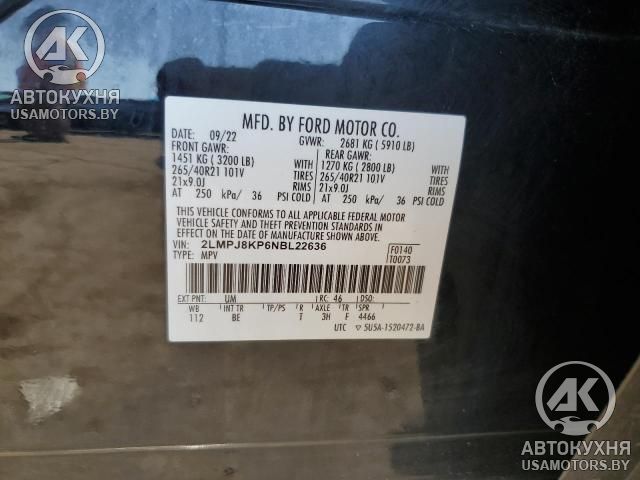 АК
АВТОКУХНЯ
USAMOTORS.BY
MFD. BY FORD MOTOR CO.
DATE: 09/22 GVWR: 2681 KG ( 5910 LB)
FRONT GAWR: REAR GAWR:
1451 KG ( 3200 LB) WITH 1270 KG ( 2800 LB) WITH
265/40R21 101V TIRES 265/40R21 101V TIRES
21x9.0J RIMS 21x9.0J RIMS
AT 250 kPa/ 36 PSI COLD AT 250 kPa/ 36 PSI COLD
THIS VEHICLE CONFORMS TO ALL APPLICABLE FEDERAL MOTOR
VEHICLE SAFETY AND THEFT PREVENTION STANDARDS IN
EFFECT ON THE DATE OF MANUFACTURE SHOWN ABOVE.
VIN: 2LMPJ8KP6NBL22636 F0140
TYPE: MPV T0073
EXT PNT: UM RC: 46 DSO:
WB INT TR TP/PS R AXLE TR SPR
112 BE T 3H F 4466
UTC ▽5U5A-1520472-BA
АК
АВТОКУХНЯ
USAMOTORS.BY